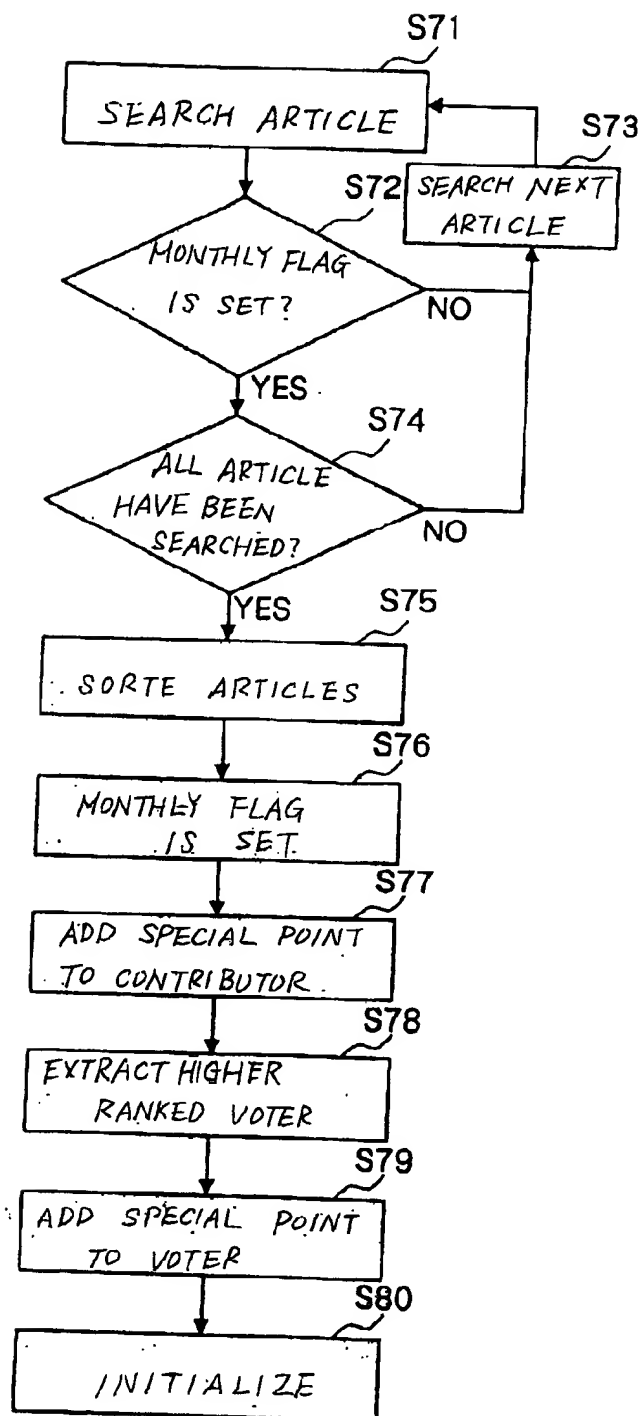 S71
SEARCH ARTICLE
S73
SEARCH NEXT
ARTICLE
S72
MONTHLY FLAG
IS SET?
NO
YES
S74
ALL ARTICLE
HAVE BEEN
SEARCHED?
NO
YES
S75
SORTE ARTICLES
S76
MONTHLY FLAG
IS SET
S77
ADD SPECIAL POINT
TO CONTRIBUTOR
S78
EXTRACT HIGHER
RANKED VOTER
S79
ADD SPECIAL POINT
TO VOTER
S80
INITIALIZE